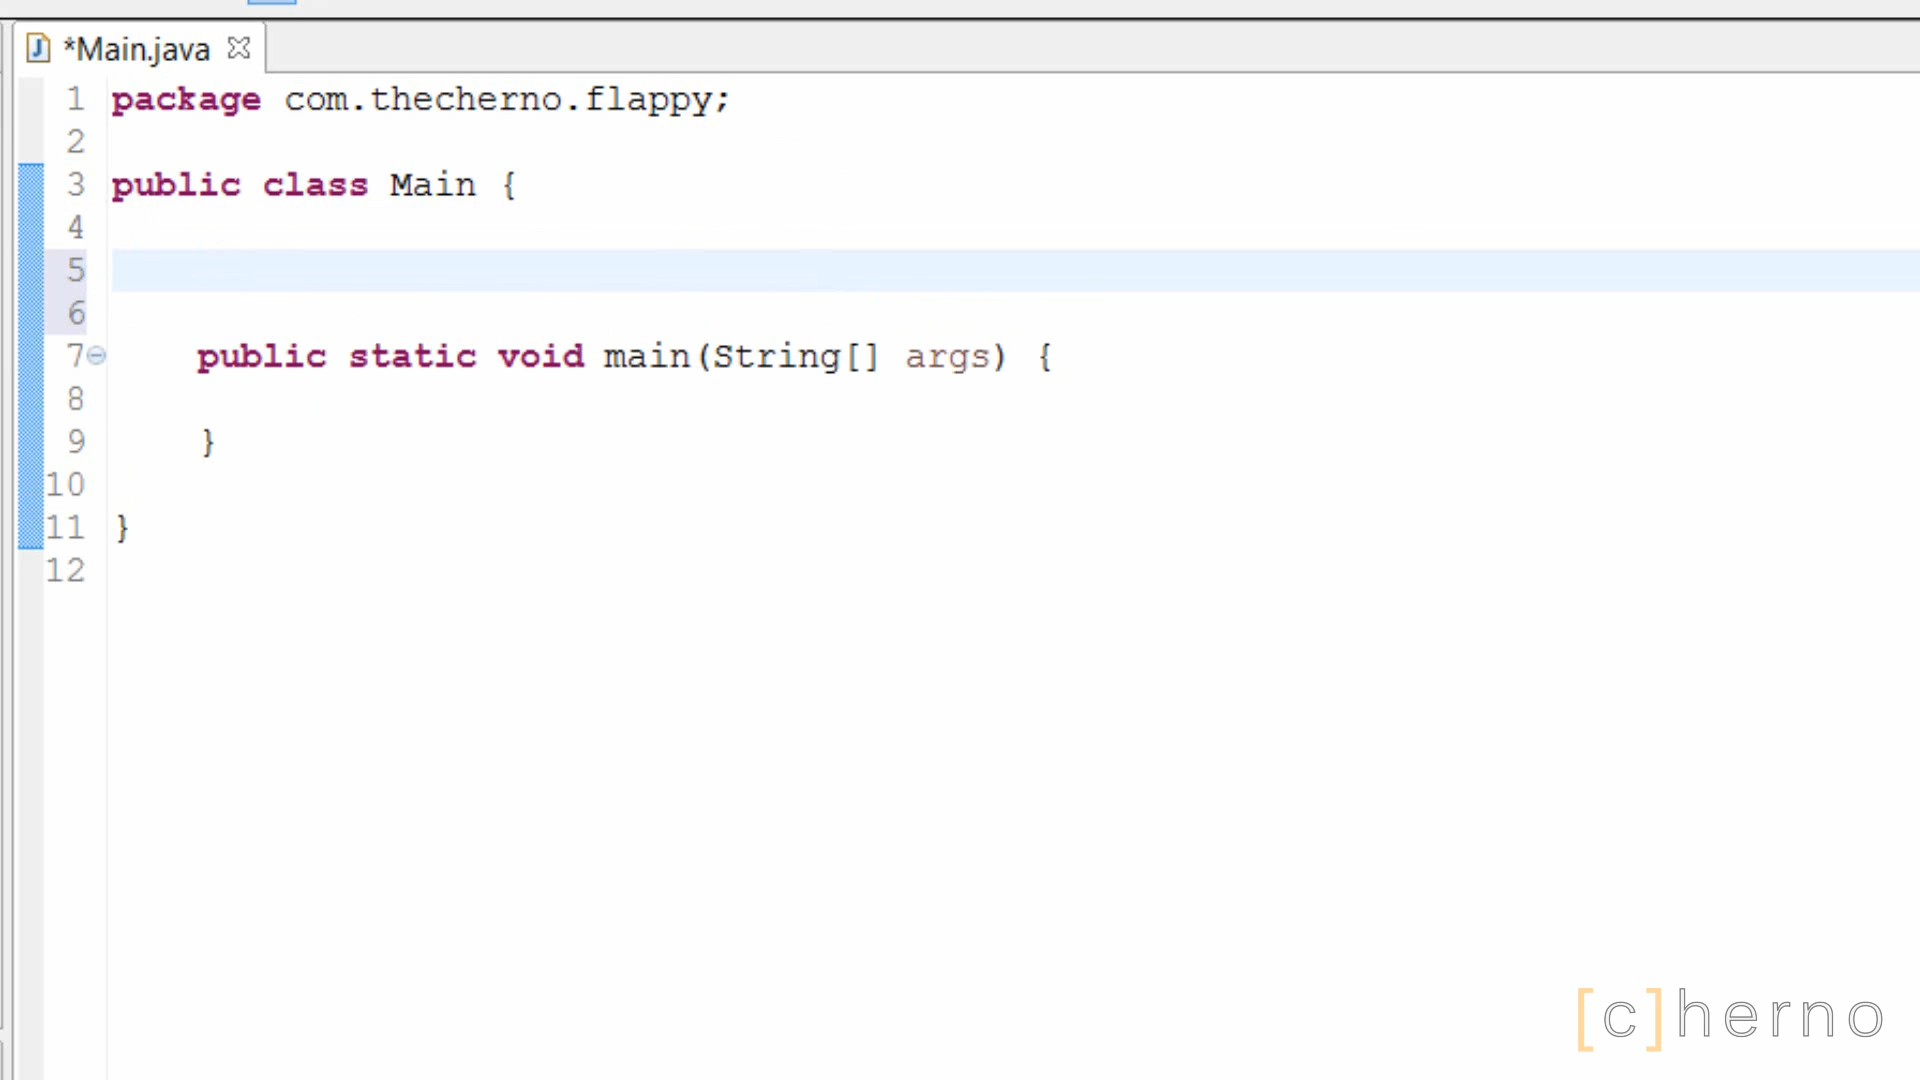 *Main.java
1 package com.thecherno.flappy;
2
3 public class Main {
4
5
6
7 public static void main(String[] args) {
8
9 }
10
11 }
12
[c]herno